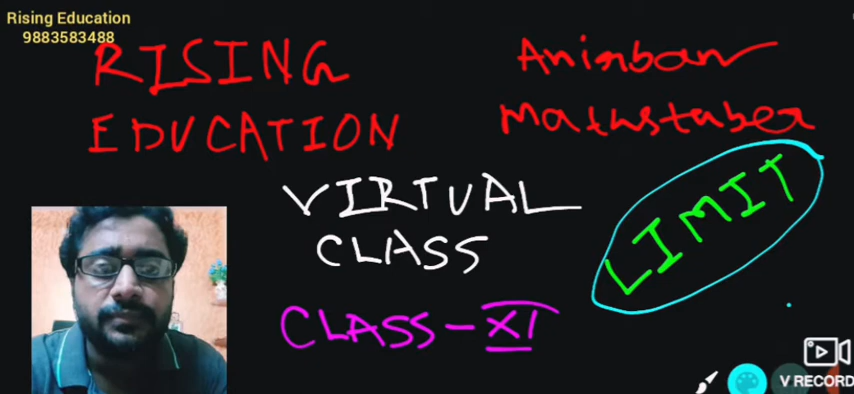 Rising Education
9883583488
RISING
EDUCATION
Anirban
Mathstaber
VIRTUAL
CLASS
LIMIT
CLASS - XI
V RECORD